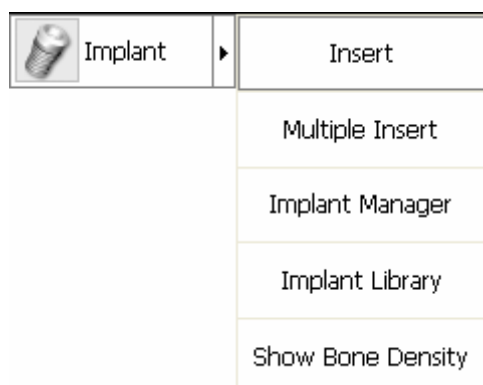 Implant
Insert
Multiple Insert
Implant Manager
Implant Library
Show Bone Density